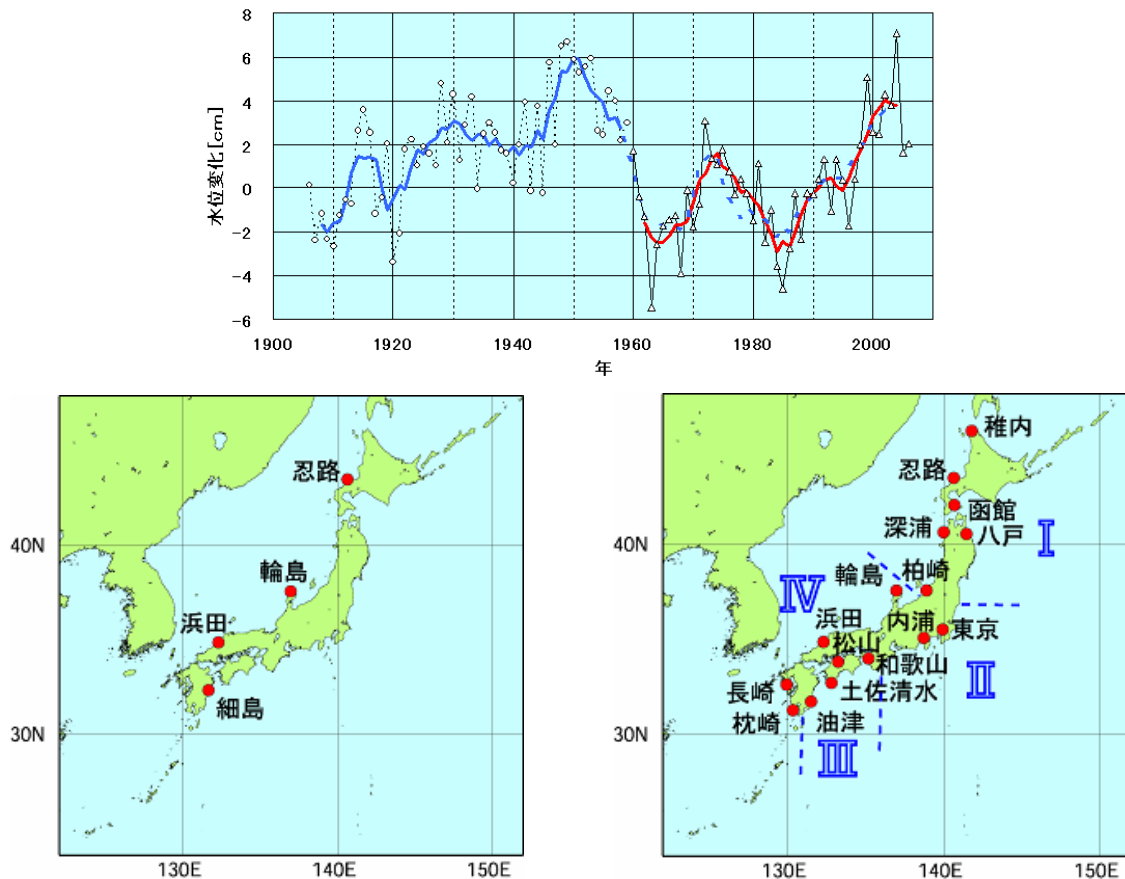 8
6
4
2
0
−2
−4
−6
水位変化[cm]
1900 1920 1940 1960 1980 2000
年
忍路
輪島
浜田
細島
40N
30N
130E 140E 150E
稚内
忍路
函館
深浦
八戸
I
輪島 柏崎
IV
浜田 内浦
松山 東京
和歌山
II
長崎 土佐清水
枕崎 油津
III
40N
30N
130E 140E 150E